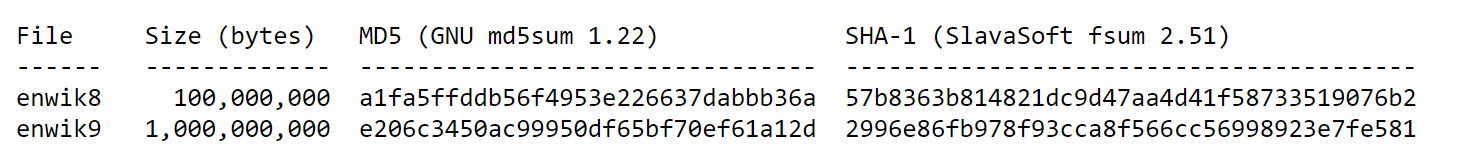 File    Size (bytes)   MD5 (GNU md5sum 1.22)             SHA-1 (SlavaSoft fsum 2.51)
------  -------------  --------------------------------  ----------------------------------------
enwik8    100,000,000  a1fa5ffddb56f4953e226637dabbb36a  57b8363b814821dc9d47aa4d41f58733519076b2
enwik9  1,000,000,000  e206c3450ac99950df65bf70ef61a12d  2996e86fb978f93cca8f566cc56998923e7fe581